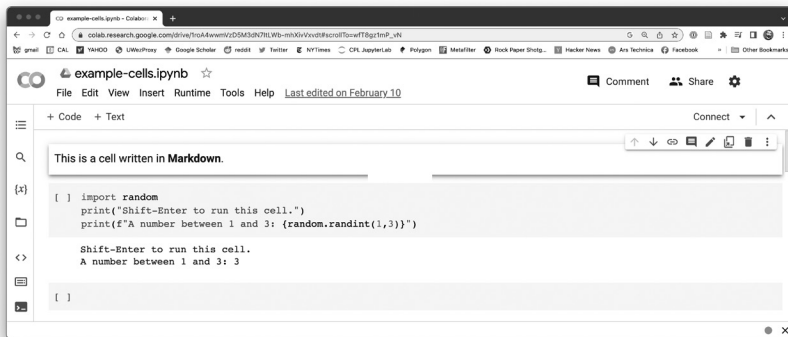 example-cells.ipynb - Colabora
colab.research.google.com/drive/1roA4wwmVzD5M3dN7ltLWb-mhXivVxvdt#scrollTo=wfT8gz1mP_vN
gmail CAL YAHOO UWezProxy Google Scholar reddit Twitter NYTimes CFL JupyterLab Polygon Metafilter Rock Paper Shotg... Hacker News Ars Technica Facebook » Other Bookmarks
example-cells.ipynb
Comment Share
File Edit View Insert Runtime Tools Help Last edited on February 10
+ Code + Text Connect
This is a cell written in Markdown.
{x}
[ ] import random
print("Shift-Enter to run this cell.")
print(f"A number between 1 and 3: {random.randint(1,3)}")
Shift-Enter to run this cell.
A number between 1 and 3: 3
[ ]